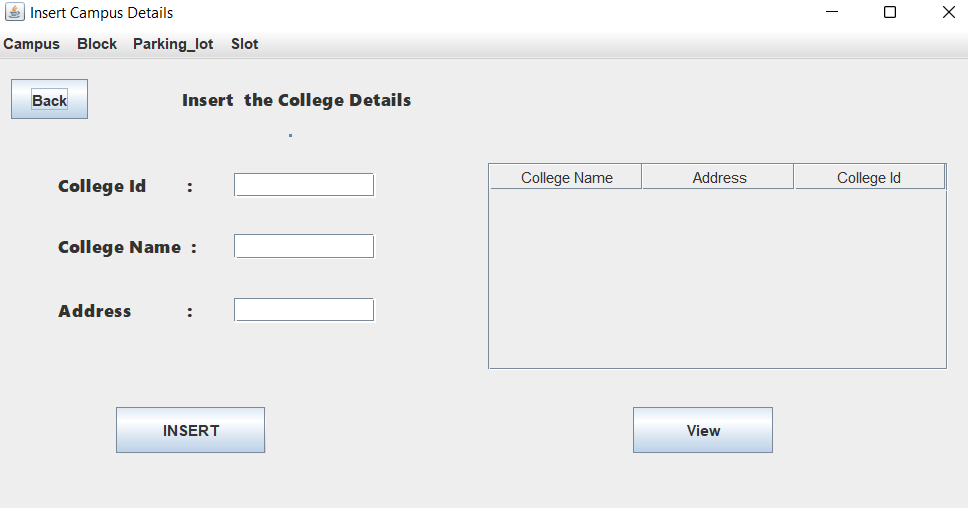 Insert Campus Details
Campus Block Parking_lot Slot
Back
Insert the College Details
College Id :
College Name :
Address :
College Name Address College Id
INSERT
View